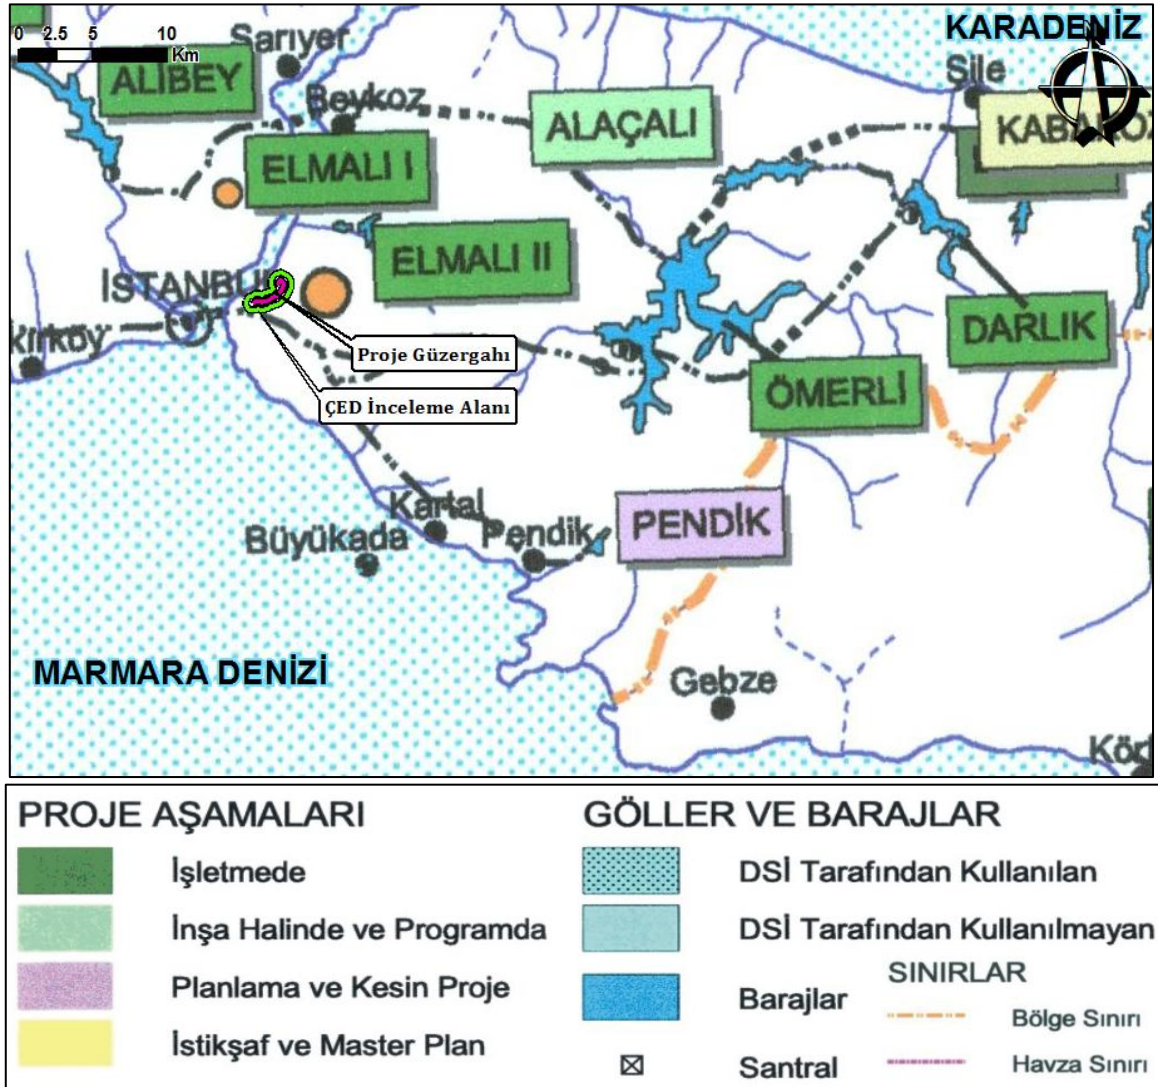 0 2.5 5 10
Km
KARADENİZ
Sarıyer
Şile
ALİBEY
Beykoz
ALAÇALI
ELMALI I
ELMALI II
İSTANBUL
DARLIK
kırköy
Proje Güzergahı
ÇED İnceleme Alanı
ÖMERLİ
Kartal
Pendik
PENDİK
Büyükada
MARMARA DENİZİ
Gebze
PROJE AŞAMALARI
İşletmede
İnşa Halinde ve Programda
Planlama ve Kesin Proje
İstikşaf ve Master Plan
GÖLLER VE BARAJLAR
DSİ Tarafından Kullanılan
DSİ Tarafından Kullanılmayan
Barajlar
Santral
SINIRLAR
Bölge Sınırı
Havza Sınırı